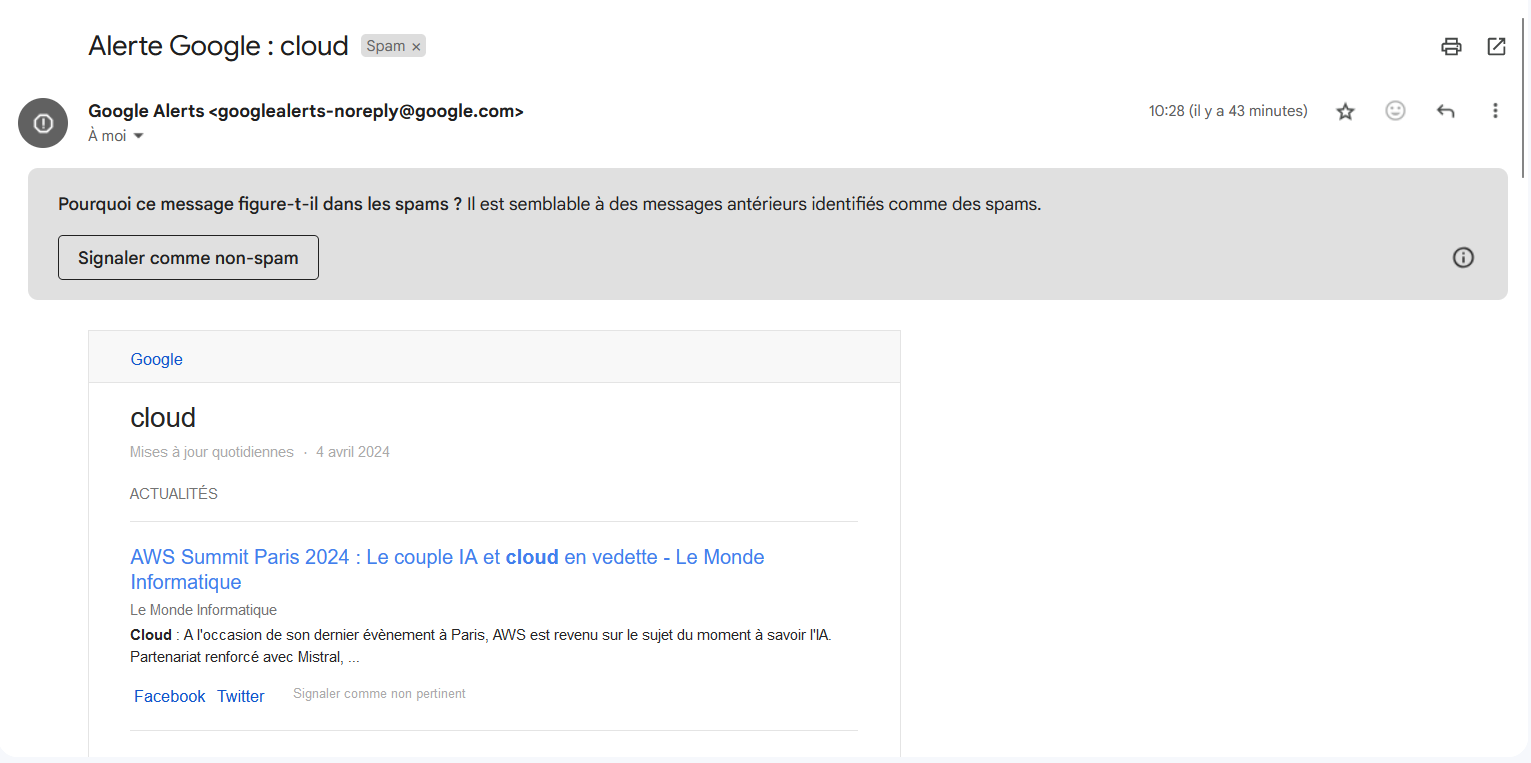 Alerte Google : cloud Spam ×
Google Alerts <googlealerts-noreply@google.com> 10:28 (il y a 43 minutes)
À moi
Pourquoi ce message figure-t-il dans les spams ? Il est semblable à des messages antérieurs identifiés comme des spams.
Signaler comme non-spam
Google
cloud
Mises à jour quotidiennes · 4 avril 2024
ACTUALITÉS
AWS Summit Paris 2024 : Le couple IA et cloud en vedette - Le Monde
Informatique
Le Monde Informatique
Cloud : A l'occasion de son dernier évènement à Paris, AWS est revenu sur le sujet du moment à savoir l'IA.
Partenariat renforcé avec Mistral, ...
Facebook Twitter Signaler comme non pertinent